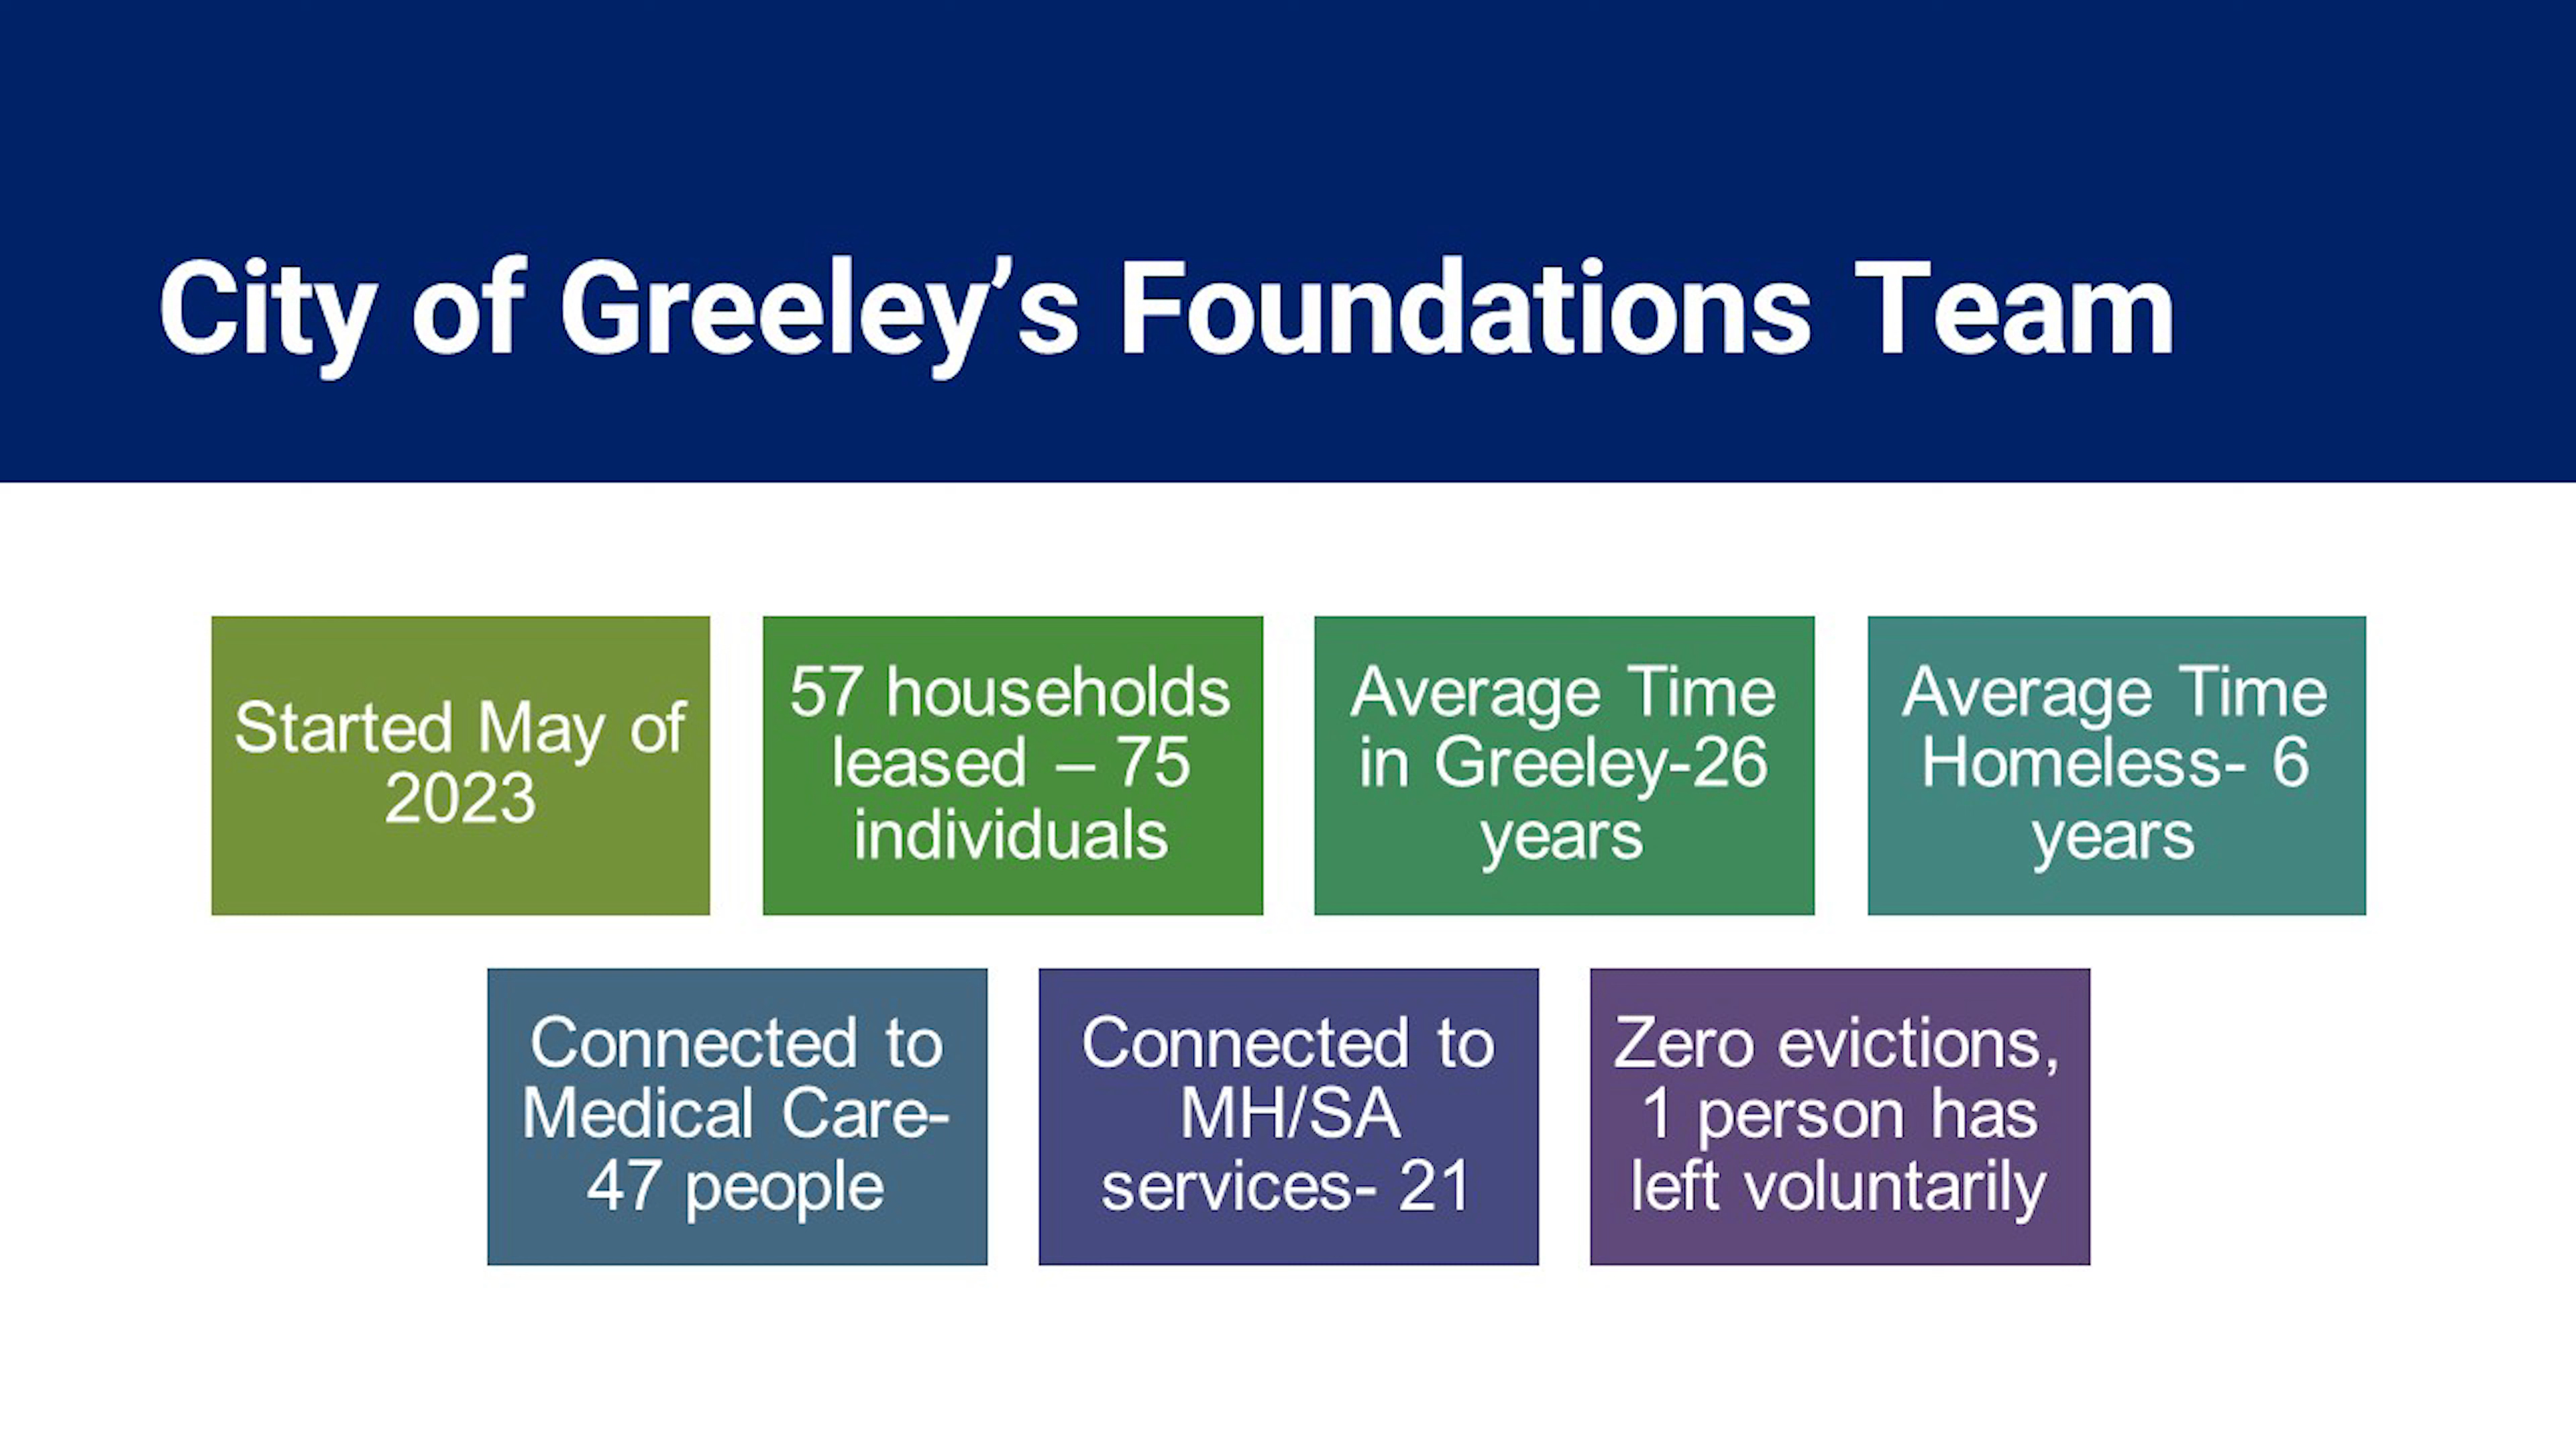 City of Greeley’s Foundations Team
Started May of
2023
57 households
leased – 75
individuals
Average Time
in Greeley-26
years
Average Time
Homeless- 6
years
Connected to
Medical Care-
47 people
Connected to
MH/SA
services- 21
Zero evictions,
1 person has
left voluntarily